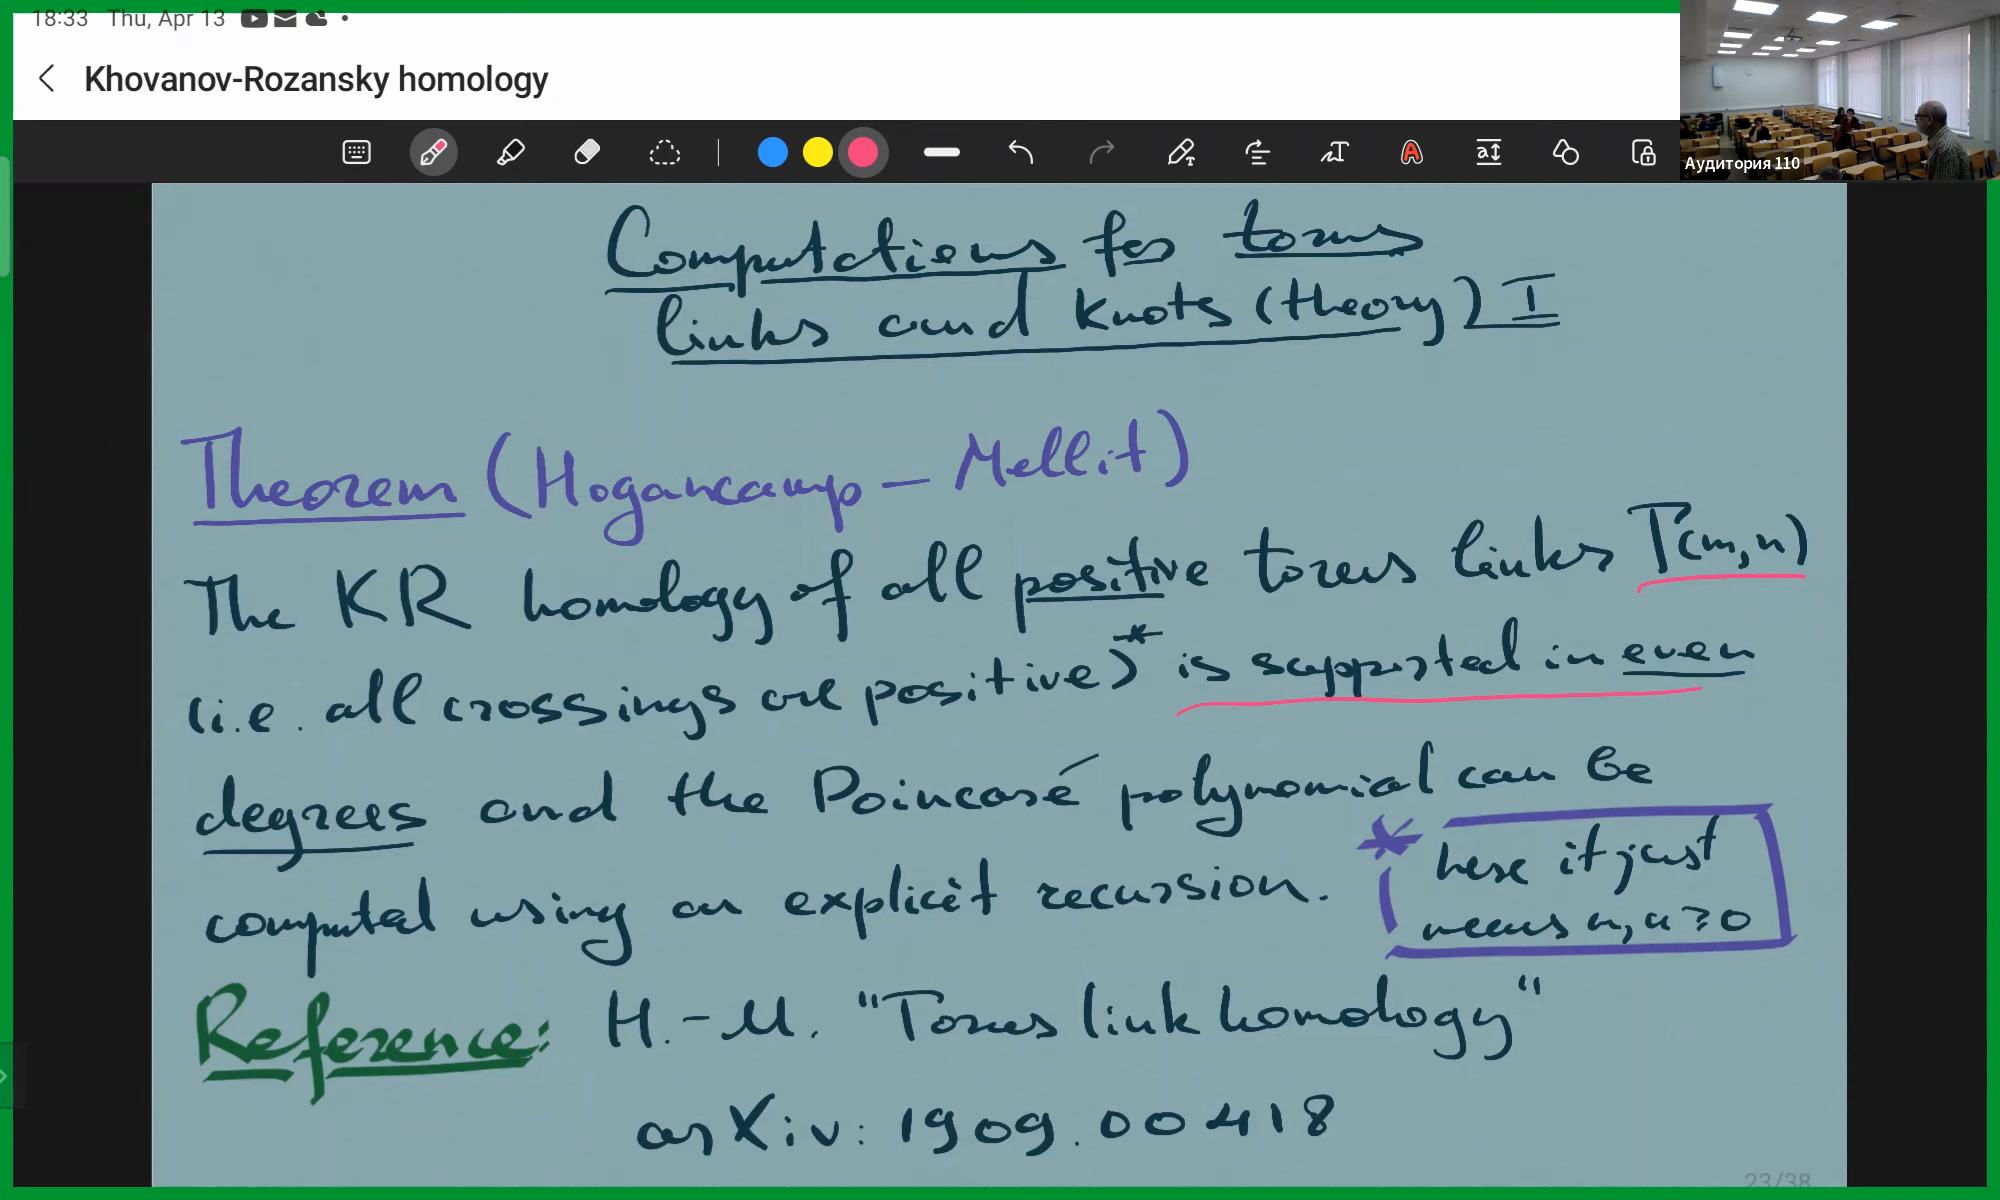 18:33 Thu, Apr 13
Khovanov-Rozansky homology
Аудитория 110
Computations for torus
links and knots (theory) I
Theorem (Hogancamp – Mellit)
The KR homology of all positive torus links T(m,n)
(i.e. all crossings are positive)* is supported in even
degrees and the Poincaré polynomial can be
computed using an explicit recursion.
* here it just
means m, n ≥ 0
Reference: H.-M. "Torus link homology"
arXiv: 1909.00418
23/38